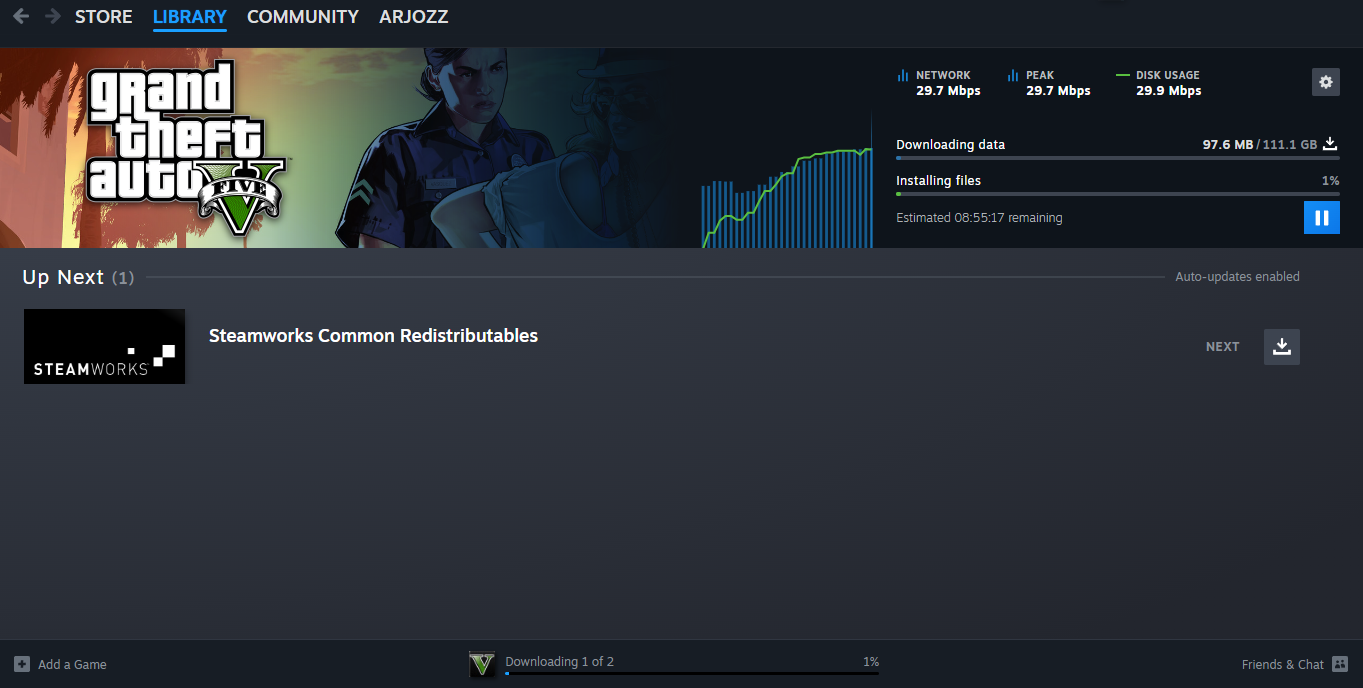 STORE LIBRARY COMMUNITY ARJOZZ
grand
theft
auto
FIVE
V
™
NETWORK
29.7 Mbps
PEAK
29.7 Mbps
DISK USAGE
29.9 Mbps
Downloading data 97.6 MB / 111.1 GB
Installing files 1%
Estimated 08:55:17 remaining
Up Next (1) Auto-updates enabled
STEAMWORKS™
Steamworks Common Redistributables
NEXT
Add a Game
V
Downloading 1 of 2 1%
Friends & Chat